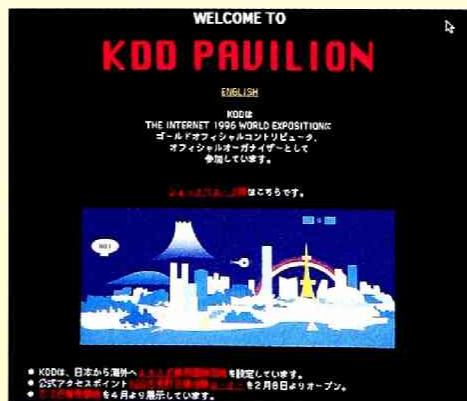 WELCOME TO
KDD PAVILION
ENGLISH
KDDは
THE INTERNET 1996 WORLD EXPOSITIONに
ゴールドオフィシャルコントリビュータ、
オフィシャルオーガナイザーとして
参加しています。
はこちらです。
● KDDは、日本から海外へ を設定しています。
● 公式アクセスポイント を2月8日よりオープン。
● を4月より展示しています。